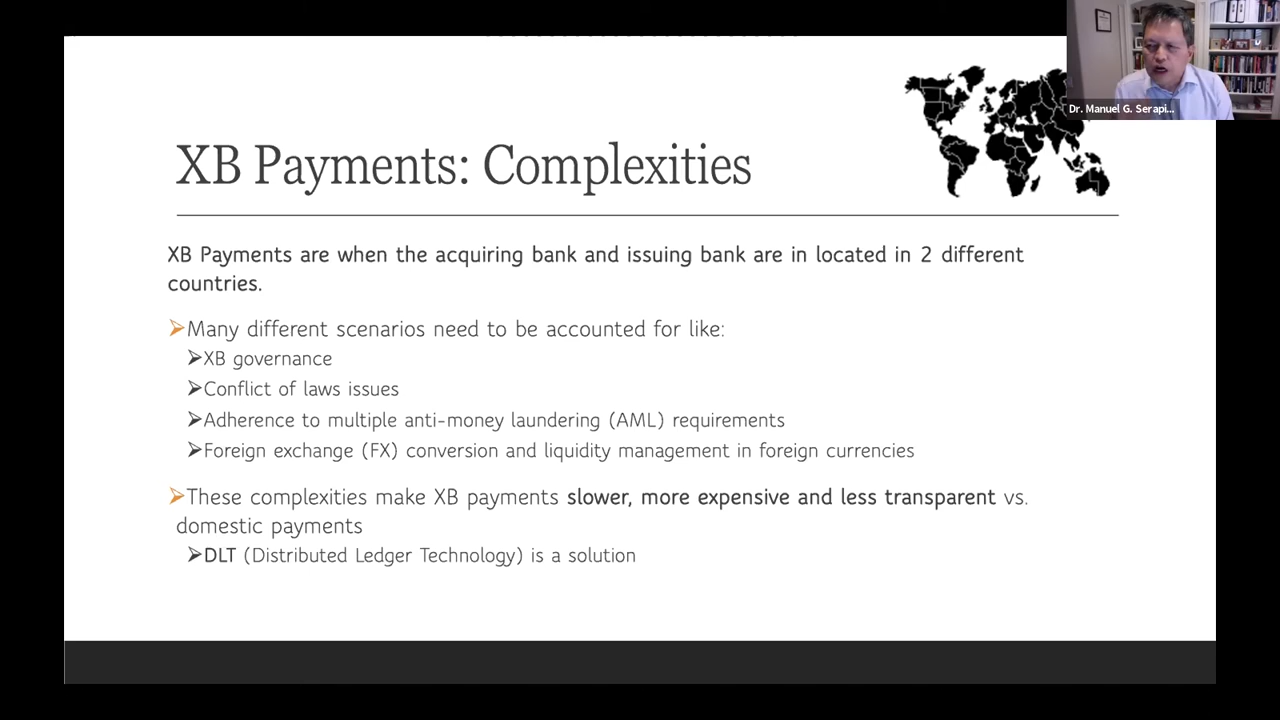 Dr. Manuel G. Serapi...
XB Payments: Complexities
XB Payments are when the acquiring bank and issuing bank are in located in 2 different
countries.
➢Many different scenarios need to be accounted for like:
➢XB governance
➢Conflict of laws issues
➢Adherence to multiple anti-money laundering (AML) requirements
➢Foreign exchange (FX) conversion and liquidity management in foreign currencies
➢These complexities make XB payments slower, more expensive and less transparent vs.
domestic payments
➢DLT (Distributed Ledger Technology) is a solution